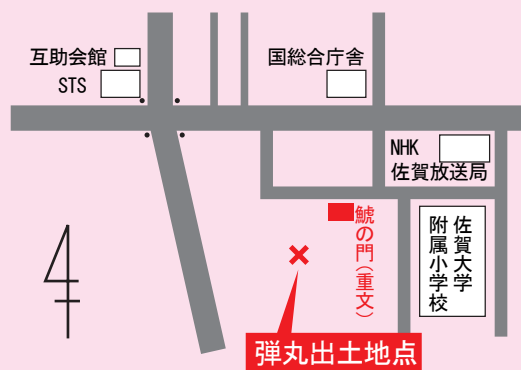 互助会館
STS
国総合庁舎
NHK
佐賀放送局
鯱の門(重文)
佐賀大学
附属小学校
弾丸出土地点